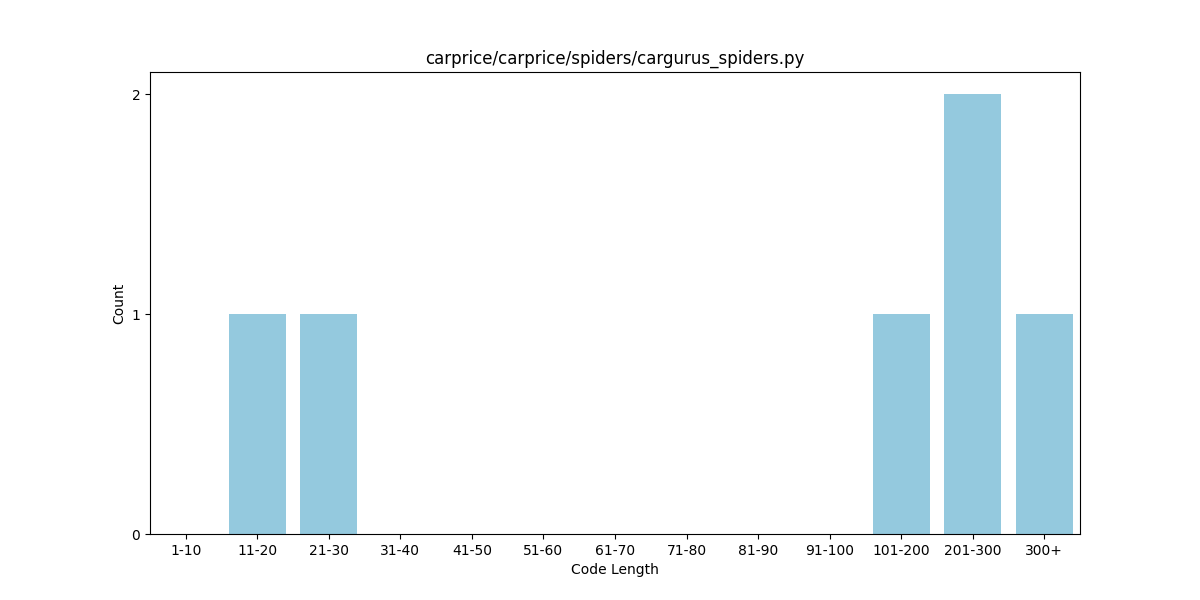 carprice/carprice/spiders/cargurus_spiders.py
2
1
0
Count
1-10 11-20 21-30 31-40 41-50 51-60 61-70 71-80 81-90 91-100 101-200 201-300 300+
Code Length